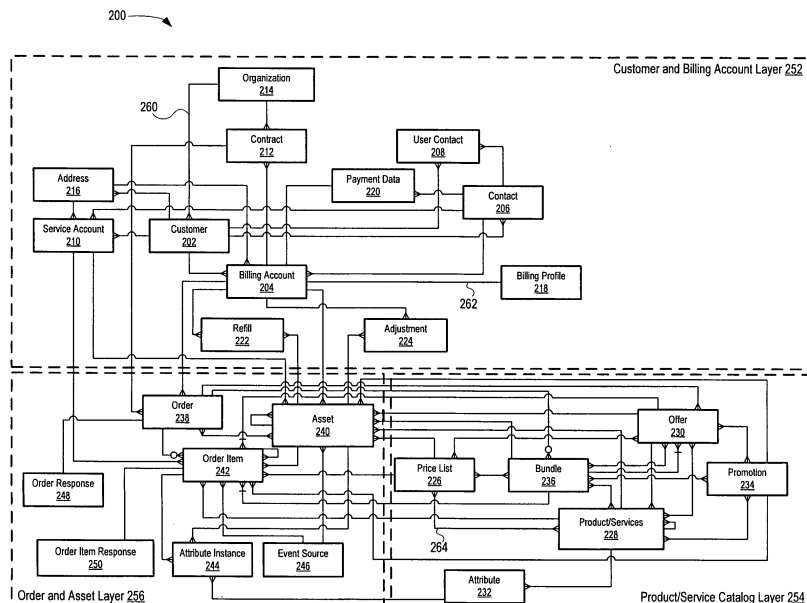 200
Customer and Billing Account Layer 252
Organization
214
260
Contract
212
User Contact
208
Address
216
Payment Data
220
Contact
206
Service Account
210
Customer
202
Billing Account
204
Billing Profile
218
262
Refill
222
Adjustment
224
Order
238
Asset
240
Offer
230
Order Item
242
Price List
226
Bundle
236
Promotion
234
Order Response
248
Product/Services
228
264
Order Item Response
250
Attribute Instance
244
Event Source
246
Attribute
232
Order and Asset Layer 256
Product/Service Catalog Layer 254